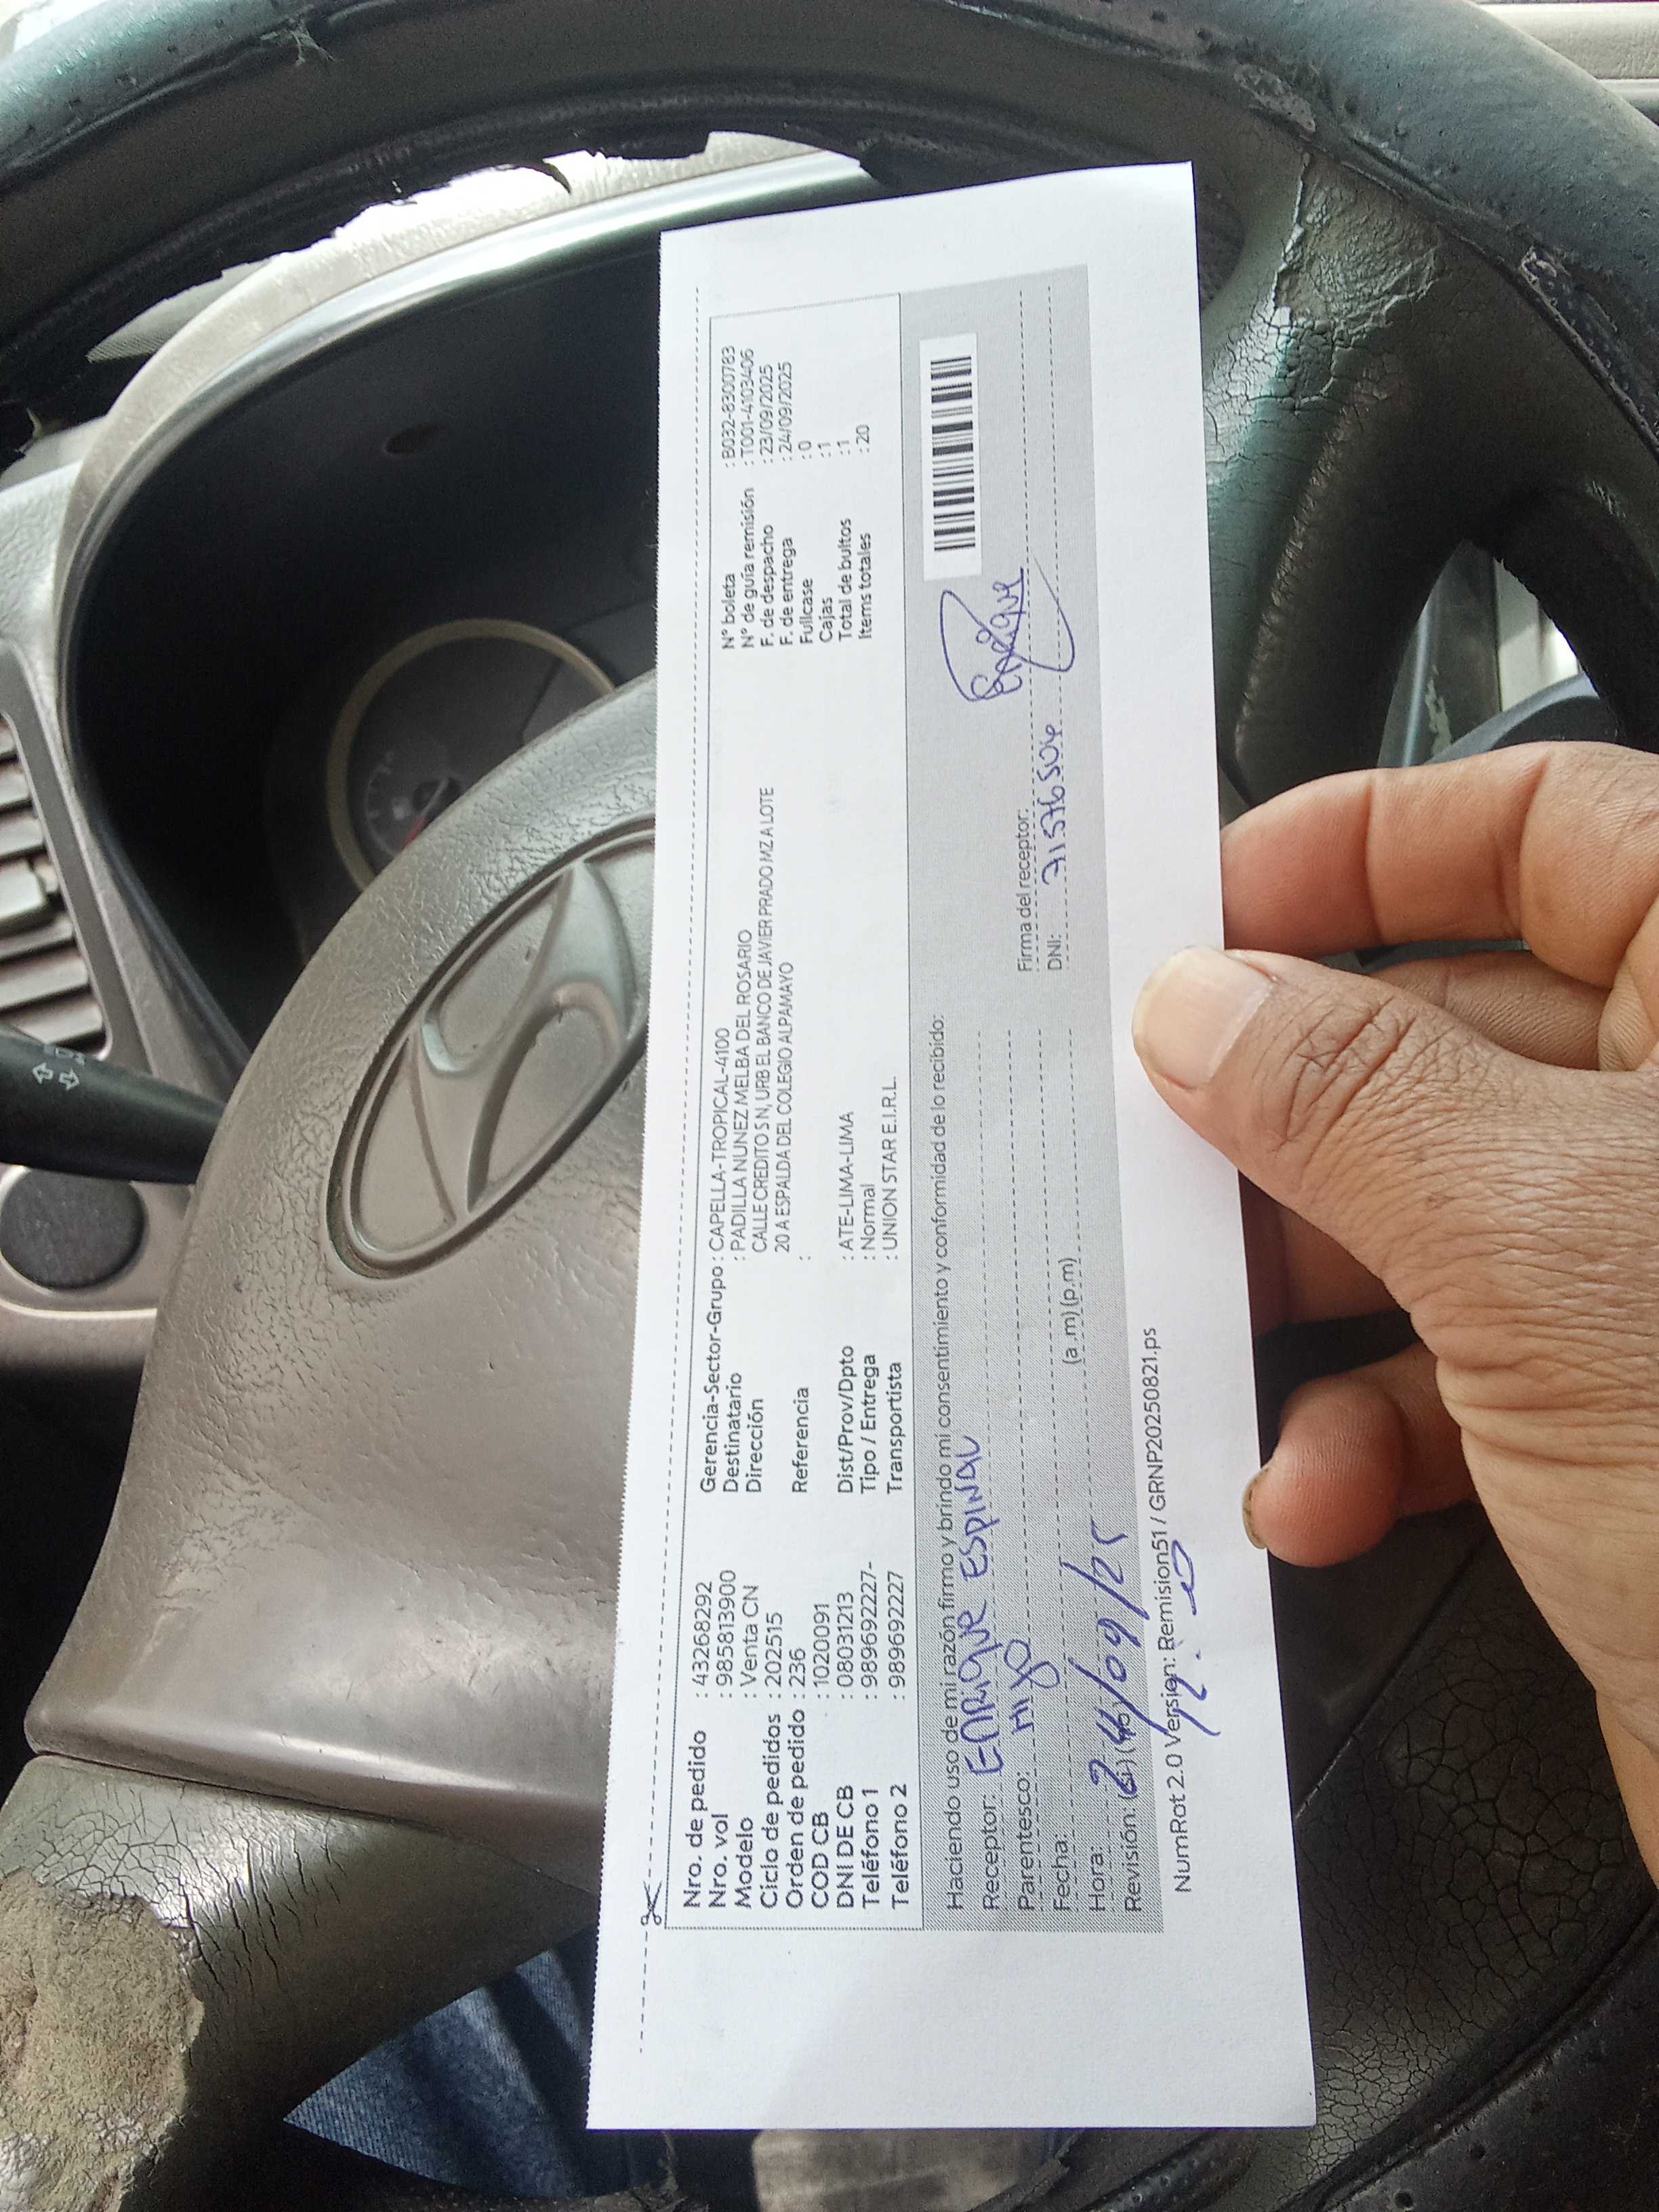 Nro. de pedido : 43268292
Nro. vol : 985813900
Modelo : Venta CN
Ciclo de pedidos : 202515
Orden de pedido : 236
COD CB : 1020091
DNI DE CB : 08031213
Teléfono 1 : 989692227-
Teléfono 2 : 989692227
Gerencia-Sector-Grupo : CAPELLA-TROPICAL-4100
Destinatario : PADILLA NUNEZ MELBA DEL ROSARIO
Dirección CALLE CREDITO S N, URB EL BANCO DE JAVIER PRADO MZ A LOTE
20 A ESPALDA DEL COLEGIO ALPAMAYO
Referencia :
Dist/Prov/Dpto : ATE-LIMA-LIMA
Tipo / Entrega : Normal
Transportista : UNION STAR E.I.R.L.
N° boleta : B032-8300783
N° de guía remisión : T001-4103406
F. de despacho : 23/09/2025
F. de entrega : 24/09/2025
Fullcase : 0
Cajas : 1
Total de bultos : 1
Items totales : 20
Haciendo uso de mi razón firmo y brindo mi consentimiento y conformidad de lo recibido:
Receptor: ENRIQUE ESPINAL
Parentesco: HIJO
Fecha:
Hora: 24/09/25 (a.m) (p.m)
Revisión: (si) (no)
Firma del receptor: Enrique
DNI: 71576504
NumRot 2.0 Version: Remision51 / GRNP20250821.ps